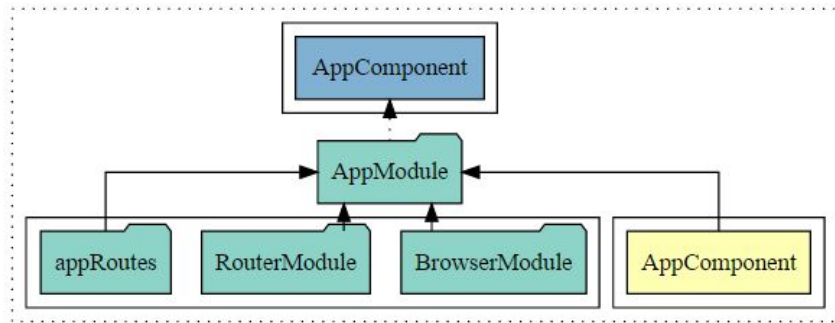 AppComponent
AppModule
appRoutes
RouterModule
BrowserModule
AppComponent